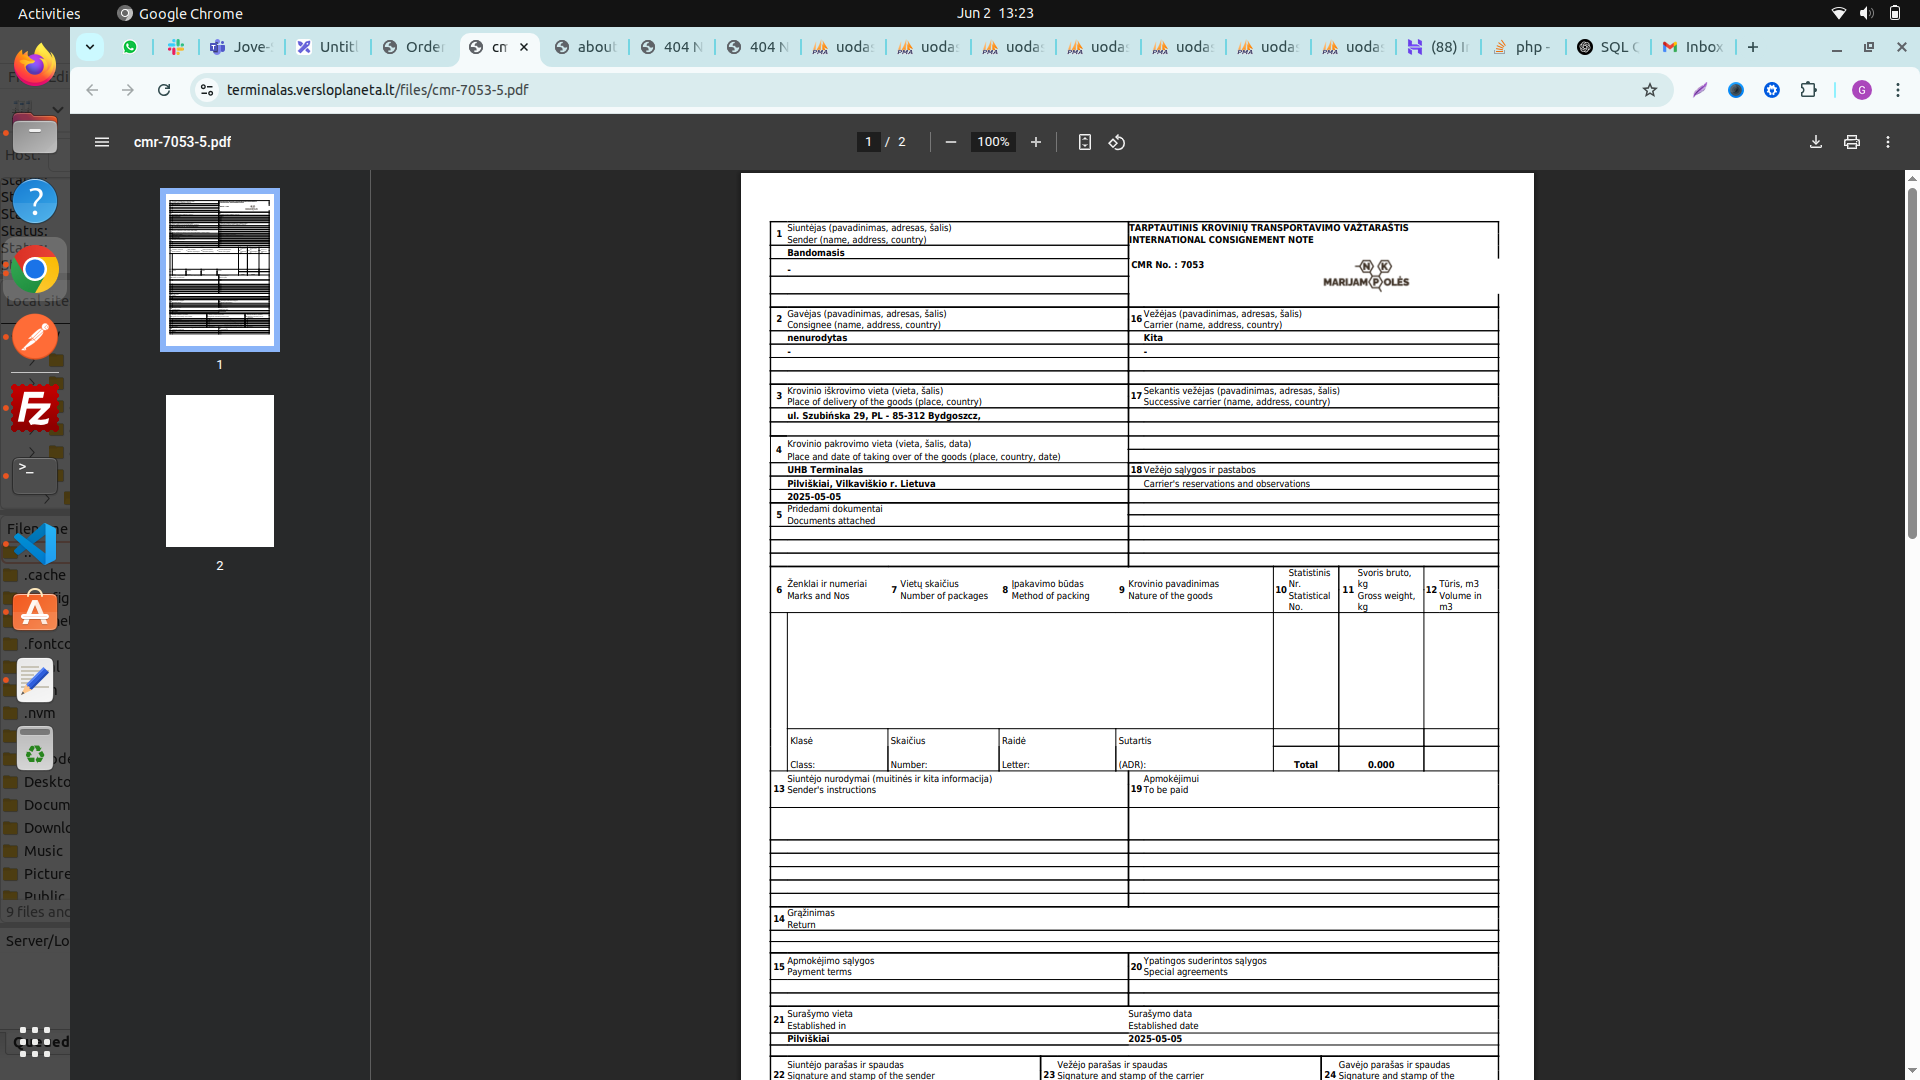 Activities
Google Chrome
Jun 2 13:23
Jove-
Untitl
Order
cm
about
404 N
404 N
uodas
uodas
uodas
uodas
uodas
uodas
uodas
(88) I
php -
SQL C
Inbox
terminalas.versloplaneta.lt/files/cmr-7053-5.pdf
G
cmr-7053-5.pdf
1 / 2
100%
Host:
Status:
Local site
Filename
.cache
.fontco
.nvm
Deskto
Docum
Downlo
Music
Picture
Public
9 files and
Server/Lo
Queued
1
2
1 Siuntėjas (pavadinimas, adresas, šalis)
Sender (name, address, country)
Bandomasis
-
TARPTAUTINIS KROVINIŲ TRANSPORTAVIMO VAŽTARAŠTIS
INTERNATIONAL CONSIGNEMENT NOTE
CMR No. : 7053
N K
MARIJAMPOLĖS
2 Gavėjas (pavadinimas, adresas, šalis)
Consignee (name, address, country)
nenurodytas
-
16 Vežėjas (pavadinimas, adresas, šalis)
Carrier (name, address, country)
Kita
-
3 Krovinio iškrovimo vieta (vieta, šalis)
Place of delivery of the goods (place, country)
ul. Szubińska 29, PL - 85-312 Bydgoszcz,
17 Sekantis vežėjas (pavadinimas, adresas, šalis)
Successive carrier (name, address, country)
4 Krovinio pakrovimo vieta (vieta, šalis, data)
Place and date of taking over of the goods (place, country, date)
UHB Terminalas
Pilviškiai, Vilkaviškio r. Lietuva
2025-05-05
18 Vežėjo sąlygos ir pastabos
Carrier's reservations and observations
5 Pridedami dokumentai
Documents attached
6 Ženklai ir numeriai
Marks and Nos
7 Vietų skaičius
Number of packages
8 Įpakavimo būdas
Method of packing
9 Krovinio pavadinimas
Nature of the goods
10 Statistinis
Nr.
Statistical
No.
11 Svoris bruto,
kg
Gross weight,
kg
12 Tūris, m3
Volume in
m3
Klasė
Class:
Skaičius
Number:
Raidė
Letter:
Sutartis
(ADR):
Total
0.000
13 Siuntėjo nurodymai (muitinės ir kita informacija)
Sender's instructions
19 Apmokėjimui
To be paid
14 Grąžinimas
Return
15 Apmokėjimo sąlygos
Payment terms
20 Ypatingos suderintos sąlygos
Special agreements
21 Surašymo vieta
Established in
Pilviškiai
Surašymo data
Established date
2025-05-05
22 Siuntėjo parašas ir spaudas
Signature and stamp of the sender
23 Vežėjo parašas ir spaudas
Signature and stamp of the carrier
24 Gavėjo parašas ir spaudas
Signature and stamp of the